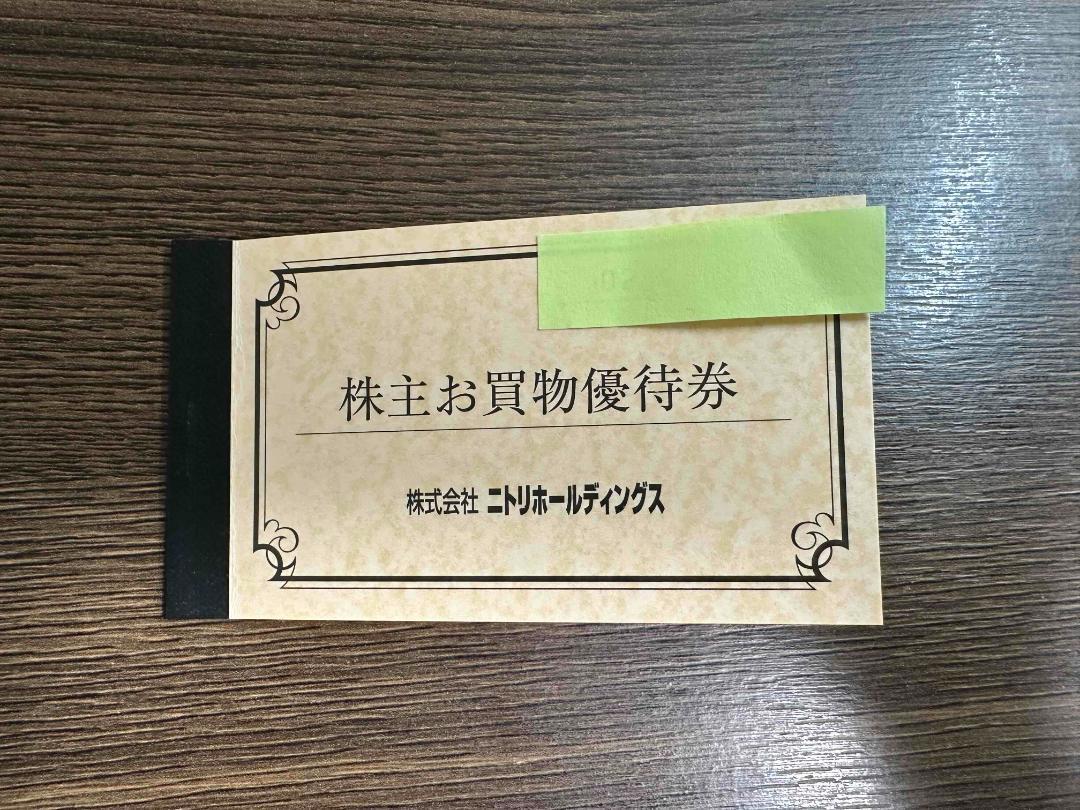 株主お買物優待券
株式会社 ニトリホールディングス